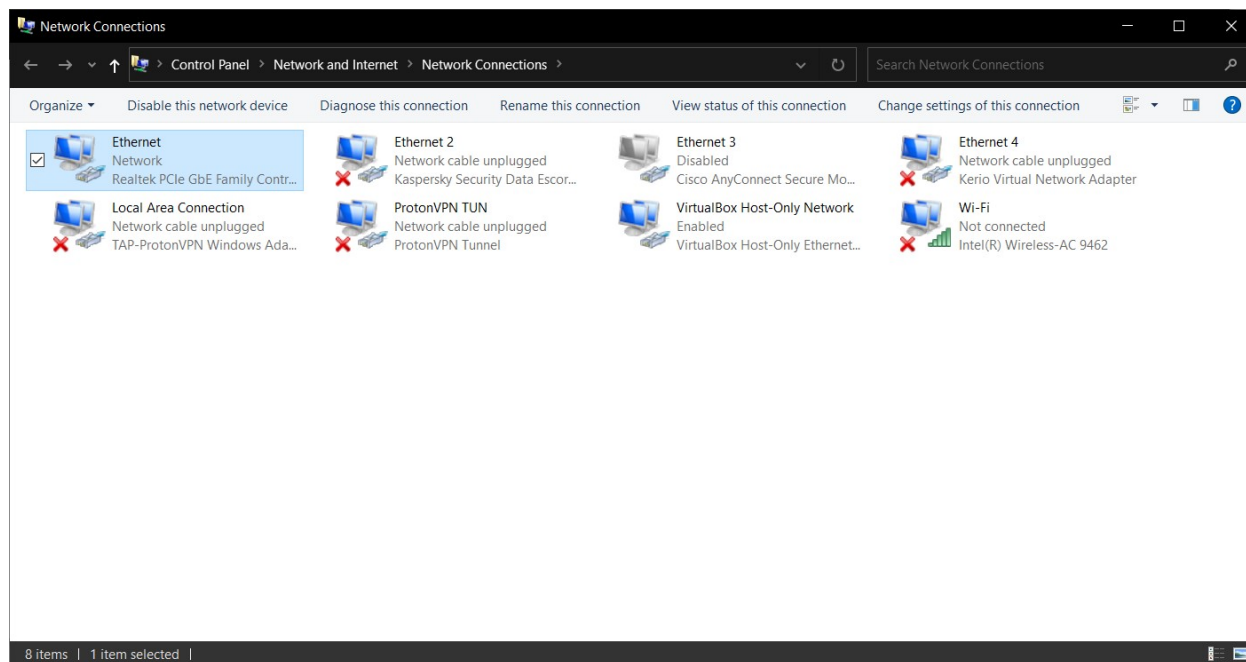 Network Connections
Control Panel > Network and Internet > Network Connections >
Search Network Connections
Organize
Disable this network device
Diagnose this connection
Rename this connection
View status of this connection
Change settings of this connection
?
Ethernet
Network
Realtek PCIe GbE Family Contr...
Ethernet 2
Network cable unplugged
Kaspersky Security Data Escor...
Ethernet 3
Disabled
Cisco AnyConnect Secure Mo...
Ethernet 4
Network cable unplugged
Kerio Virtual Network Adapter
Local Area Connection
Network cable unplugged
TAP-ProtonVPN Windows Ada...
ProtonVPN TUN
Network cable unplugged
ProtonVPN Tunnel
VirtualBox Host-Only Network
Enabled
VirtualBox Host-Only Ethernet...
Wi-Fi
Not connected
Intel(R) Wireless-AC 9462
8 items | 1 item selected |